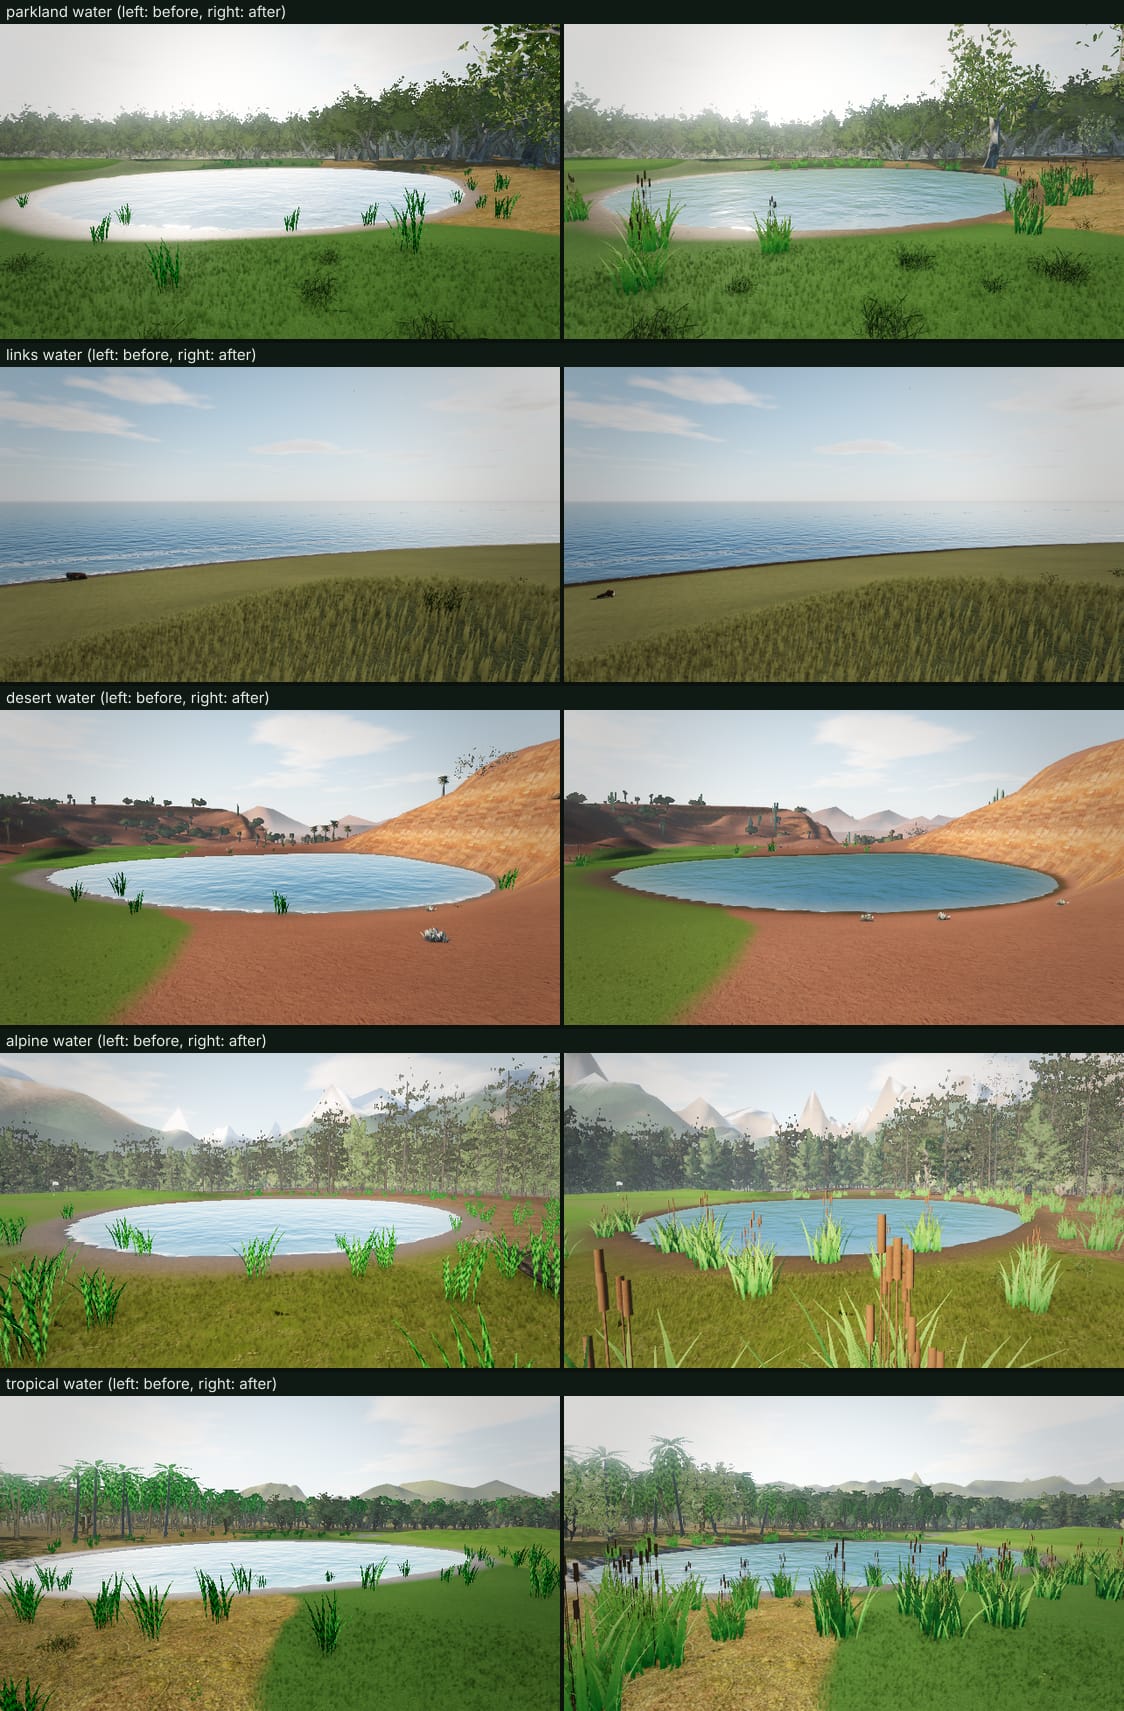 parkland water (left: before, right: after)
links water (left: before, right: after)
desert water (left: before, right: after)
alpine water (left: before, right: after)
tropical water (left: before, right: after)